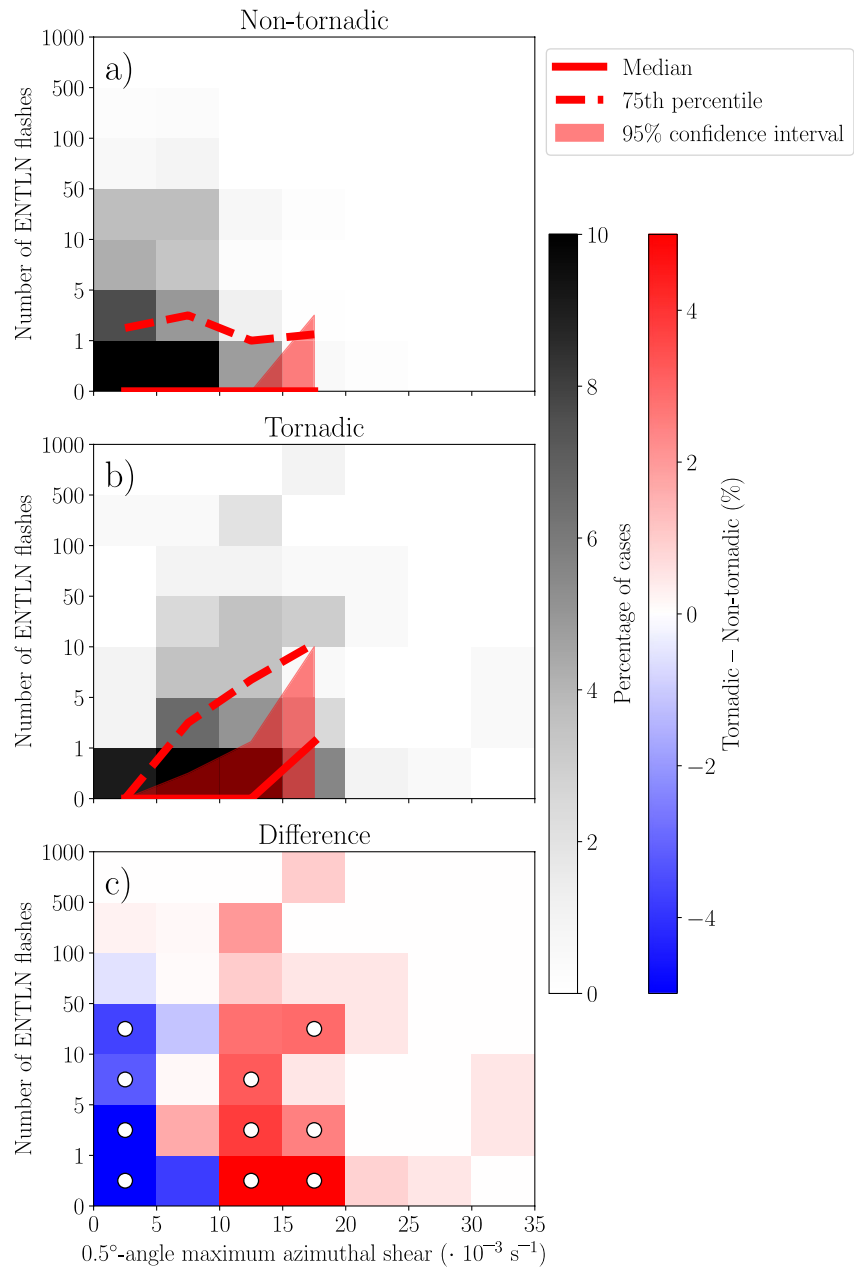 Non-tornadic
a)
Number of ENTLN flashes
1000
500
100
50
10
5
1
0
Median
75th percentile
95% confidence interval
Tornadic
b)
Number of ENTLN flashes
1000
500
100
50
10
5
1
0
Difference
c)
Number of ENTLN flashes
1000
500
100
50
10
5
1
0
0 5 10 15 20 25 30 35
0.5°-angle maximum azimuthal shear (· 10⁻³ s⁻¹)
10
8
6
4
2
0
Percentage of cases
4
2
0
−2
−4
Tornadic − Non-tornadic (%)